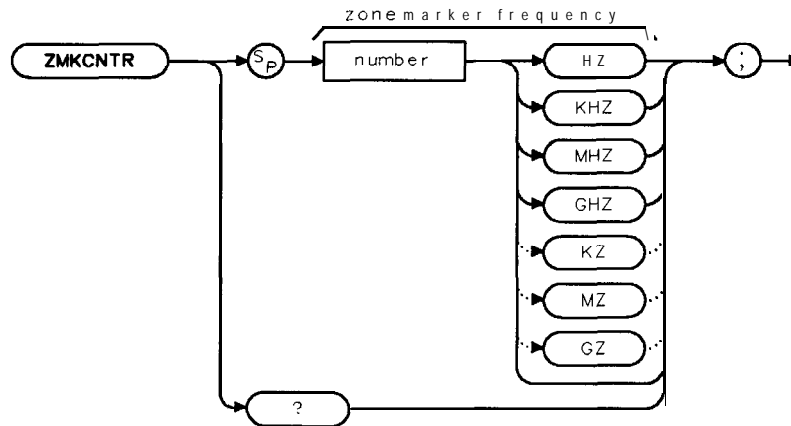 zone marker frequency
ZMKCNTR
SP
number
HZ
;
KHZ
MHZ
GHZ
KZ
MZ
GZ
?